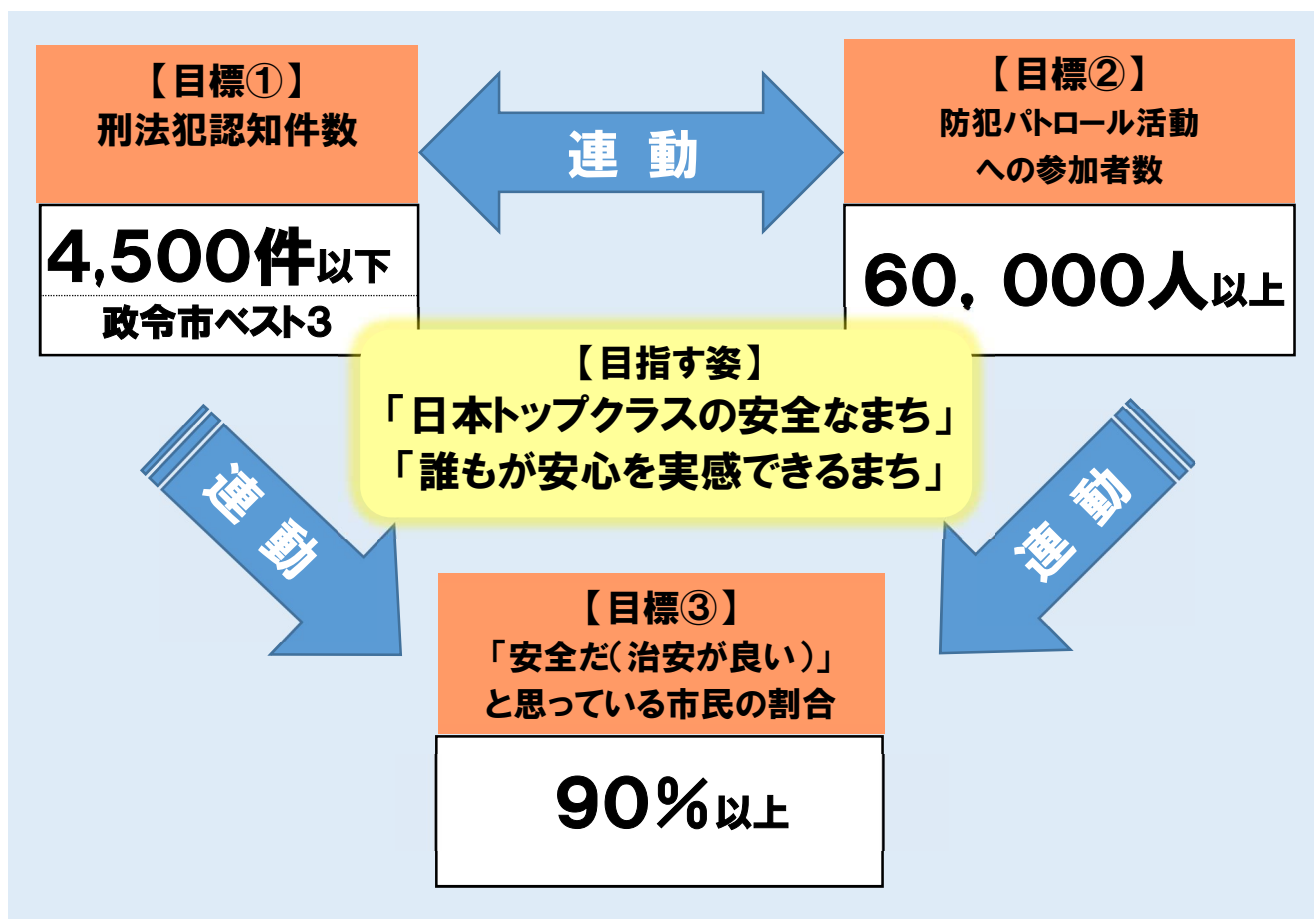 【目標①】
刑法犯認知件数
4,500件以下
政令市ベスト3
連動
【目標②】
防犯パトロール活動
への参加者数
60，000人以上
【目指す姿】
「日本トップクラスの安全なまち」
「誰もが安心を実感できるまち」
連動
連動
【目標③】
「安全だ（治安が良い）」
と思っている市民の割合
90%以上